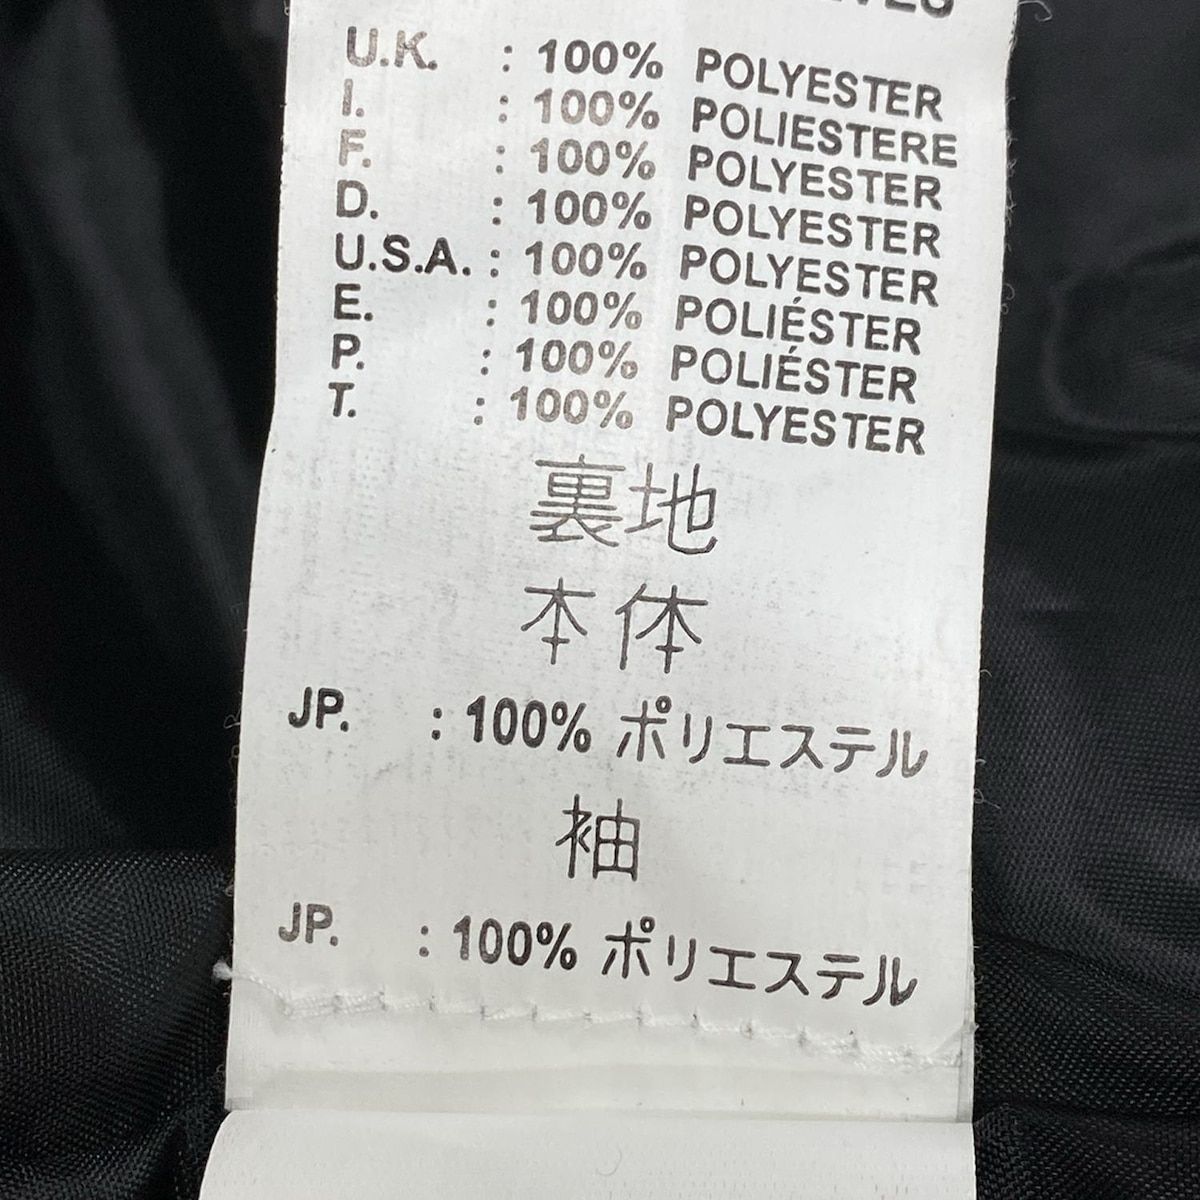 U.K. : 100% POLYESTER
I. : 100% POLIESTERE
F. : 100% POLYESTER
D. : 100% POLYESTER
U.S.A. : 100% POLYESTER
E. : 100% POLIÉSTER
P. : 100% POLIÉSTER
T. : 100% POLYESTER
裏地
本体
JP. : 100% ポリエステル
袖
JP. : 100% ポリエステル